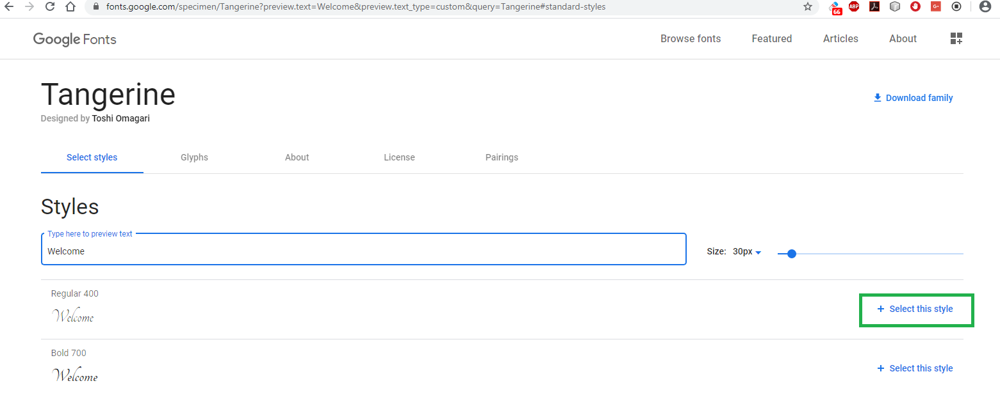 fonts.google.com/specimen/Tangerine?preview.text=Welcome&preview.text_type=custom&query=Tangerine#standard-styles
66
ABP
G+
Google Fonts
Browse fonts
Featured
Articles
About
Tangerine
Download family
Designed by Toshi Omagari
Select styles
Glyphs
About
License
Pairings
Styles
Type here to preview text
Welcome
Size: 30px
Regular 400
Welcome
+ Select this style
Bold 700
Welcome
+ Select this style